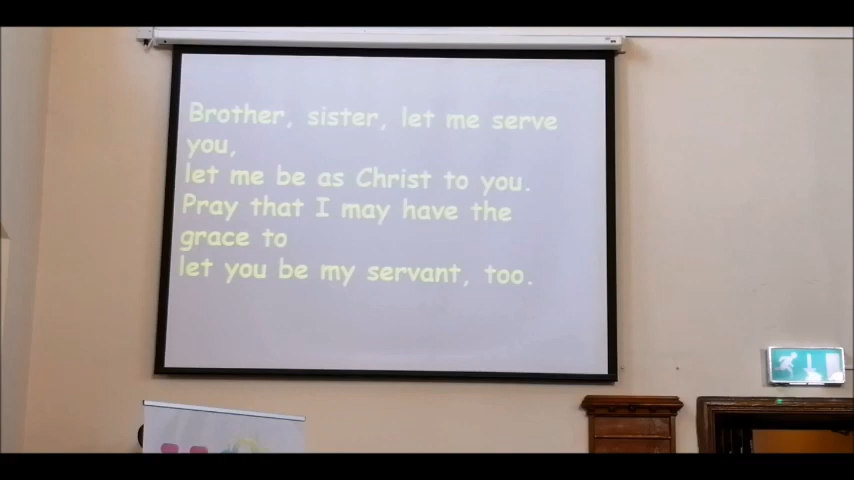 Brother, sister, let me serve
you,
let me be as Christ to you.
Pray that I may have the
grace to
let you be my servant, too.